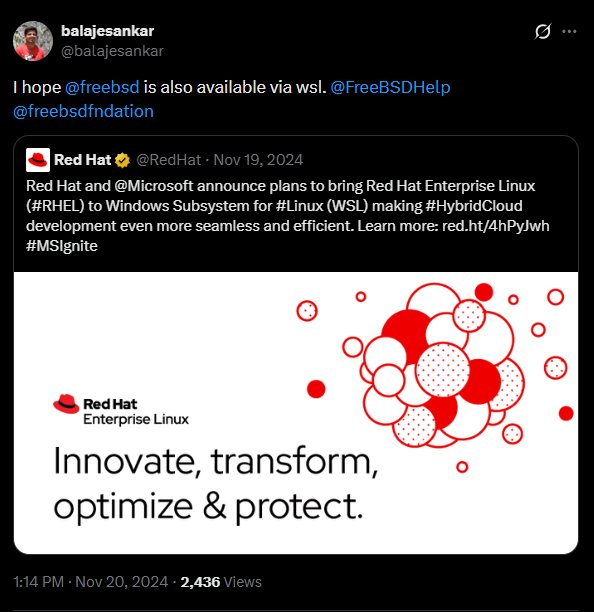 balajesankar
@balajesankar
I hope @freebsd is also available via wsl. @FreeBSDHelp
@freebsdfndation
Red Hat @RedHat · Nov 19, 2024
Red Hat and @Microsoft announce plans to bring Red Hat Enterprise Linux
(#RHEL) to Windows Subsystem for #Linux (WSL) making #HybridCloud
development even more seamless and efficient. Learn more: red.ht/4hPyJwh
#MSIgnite
Red Hat
Enterprise Linux
Innovate, transform,
optimize & protect.
1:14 PM · Nov 20, 2024 · 2,436 Views